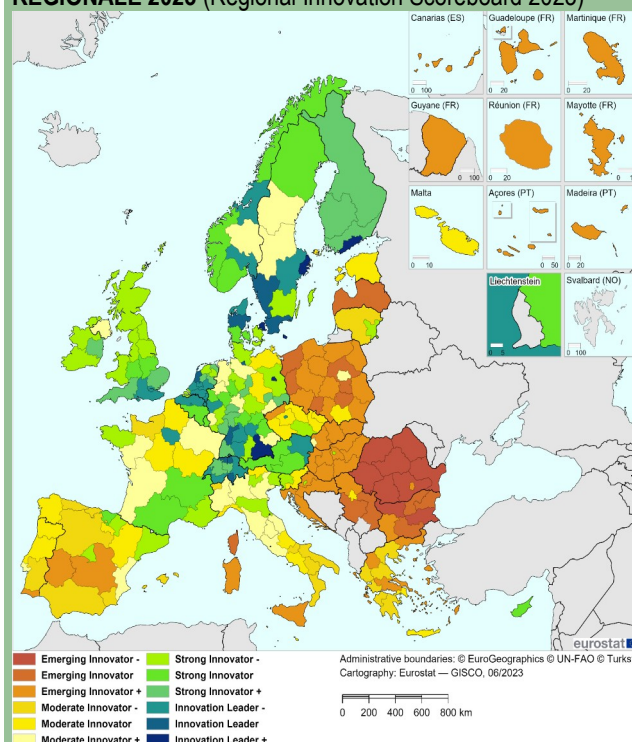 REGIONALE 2023 (Regional Innovation Scoreboard 2023)
Canarias (ES)
0 100
Guadeloupe (FR)
0 20
Martinique (FR)
0 20
Guyane (FR)
0 100
Réunion (FR)
0 20
Mayotte (FR)
0 1
Malta
0 10
Açores (PT)
0 50
Madeira (PT)
0 20
Liechtenstein
0 5
Svalbard (NO)
0 100
eurostat
Emerging Innovator -
Emerging Innovator
Emerging Innovator +
Moderate Innovator -
Moderate Innovator
Moderate Innovator +
Strong Innovator -
Strong Innovator
Strong Innovator +
Innovation Leader -
Innovation Leader
Innovation Leader +
Administrative boundaries: © EuroGeographics © UN-FAO © Turks
Cartography: Eurostat — GISCO, 06/2023
0 200 400 600 800 km